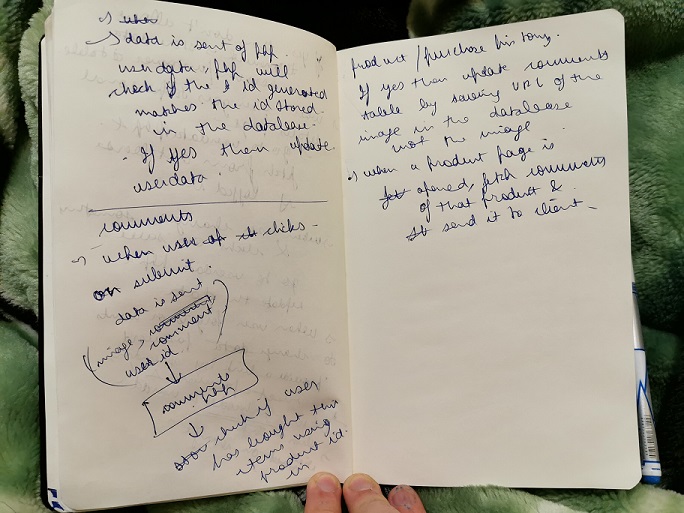 → data is sent of php.
userdata. php will
check if the id generated
matches the id stored
in the database.
- If yes then update
userdata.
comments
→ - when user clicks -
on submit.
data is sent
(image, comment
user id
↓
comments
php
↓
check if user
has bought this
items using
product id.
in
product / purchase history.
If yes then update comments
table by saving URL of the
image in the database
not the image
→ when a product page is
opened, fetch comments
of that product &
send it to client -